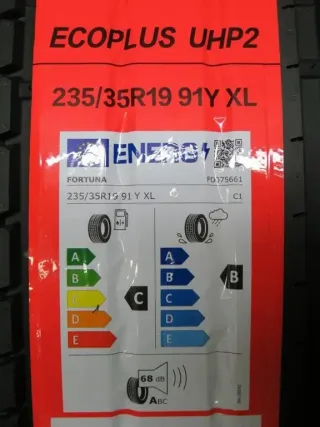 ECOPLUS UHP2
235/35R19 91Y XL
ENERG
FORTUNA FO175661
235/35R19 91 Y XL C1
A A
B B
C C
D D
E E
C
B
68 dB
ABC